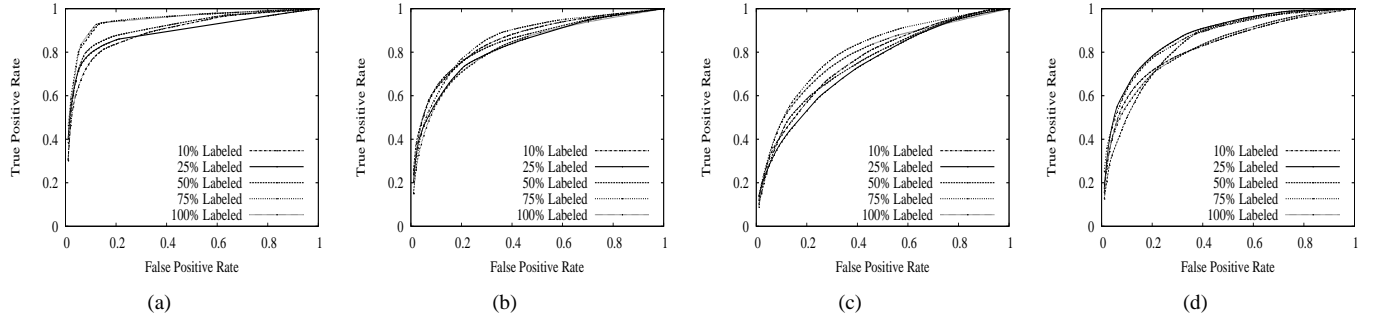 1
0.8
0.6
0.4
0.2
0
True Positive Rate
10% Labeled
25% Labeled
50% Labeled
75% Labeled
100% Labeled
0 0.2 0.4 0.6 0.8 1
False Positive Rate
(a)
1
0.8
0.6
0.4
0.2
0
True Positive Rate
10% Labeled
25% Labeled
50% Labeled
75% Labeled
100% Labeled
0 0.2 0.4 0.6 0.8 1
False Positive Rate
(b)
1
0.8
0.6
0.4
0.2
0
True Positive Rate
10% Labeled
25% Labeled
50% Labeled
75% Labeled
100% Labeled
0 0.2 0.4 0.6 0.8 1
False Positive Rate
(c)
1
0.8
0.6
0.4
0.2
0
True Positive Rate
10% Labeled
25% Labeled
50% Labeled
75% Labeled
100% Labeled
0 0.2 0.4 0.6 0.8 1
False Positive Rate
(d)